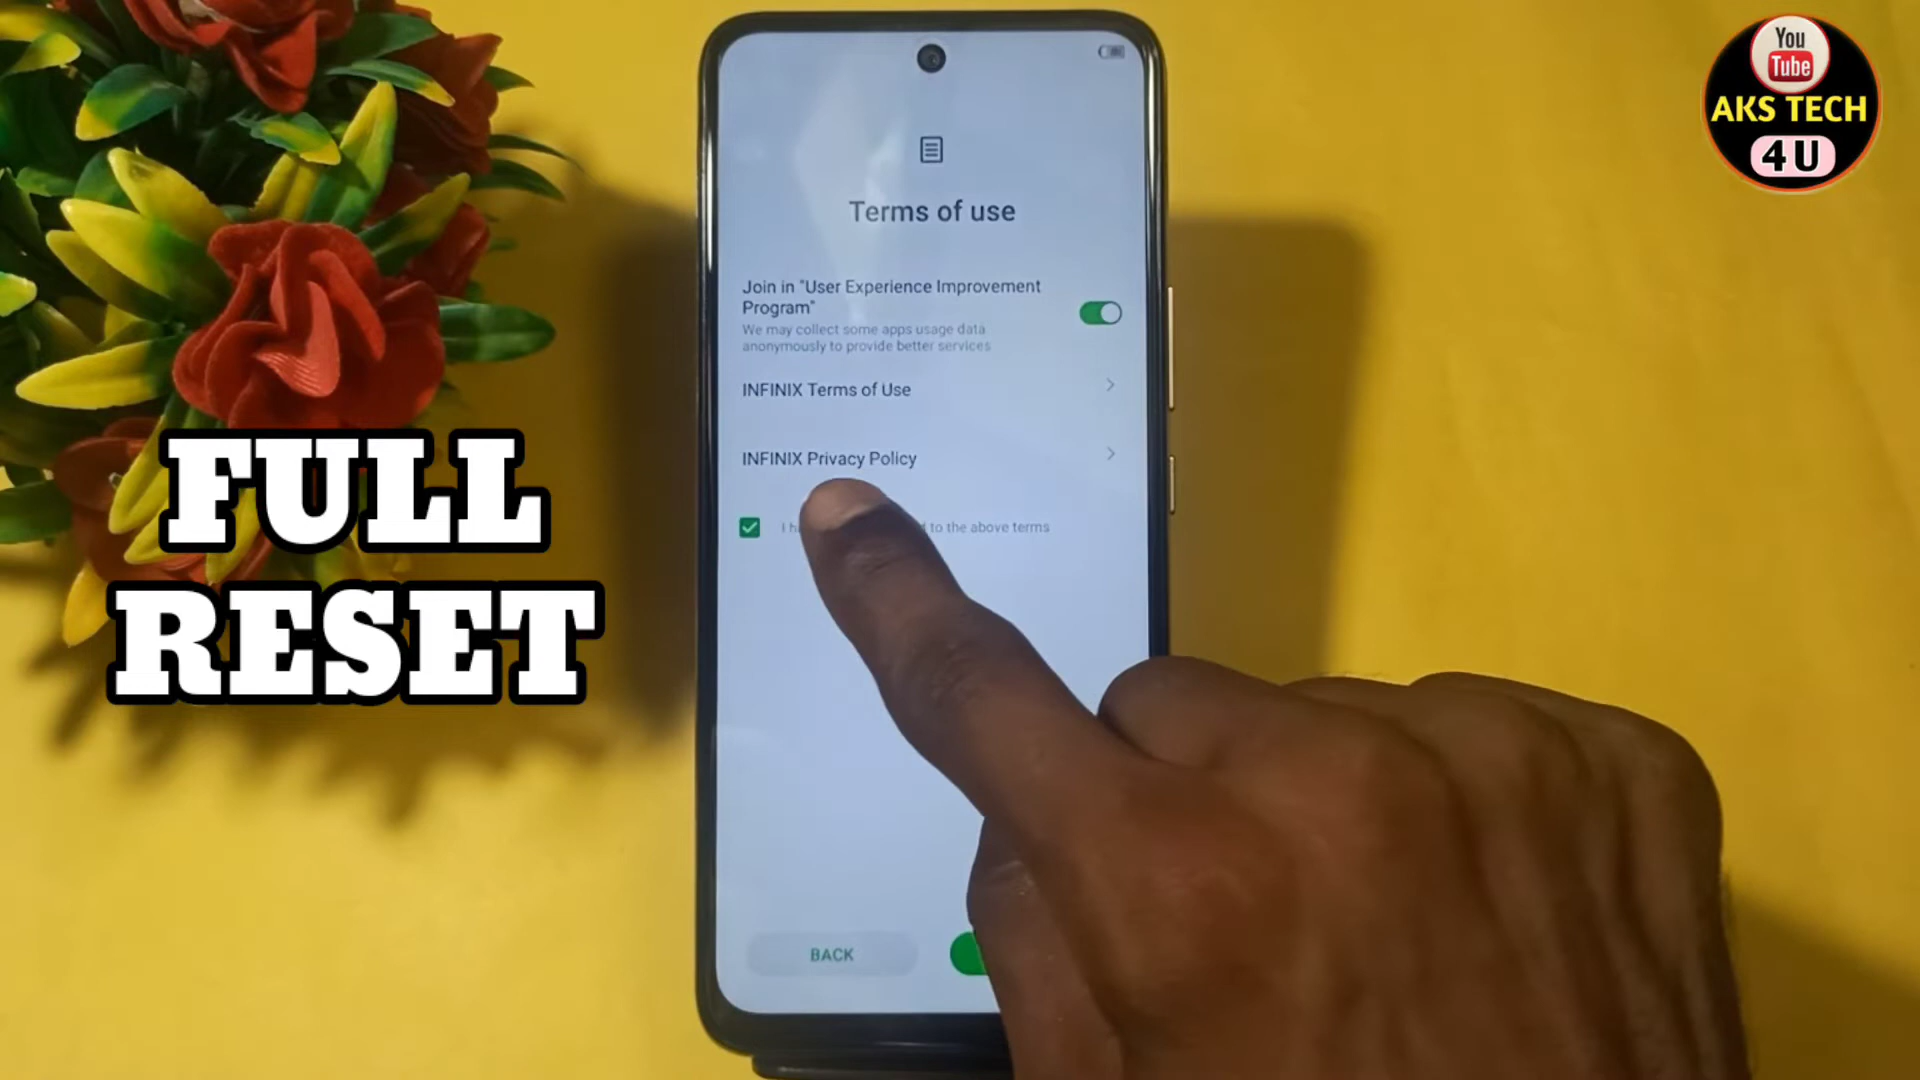 You
Tube
AKS TECH
4 U
Terms of use
Join in "User Experience Improvement
Program"
We may collect some apps usage data
anonymously to provide better services
INFINIX Terms of Use
INFINIX Privacy Policy
I to the above terms
BACK
FULL
RESET